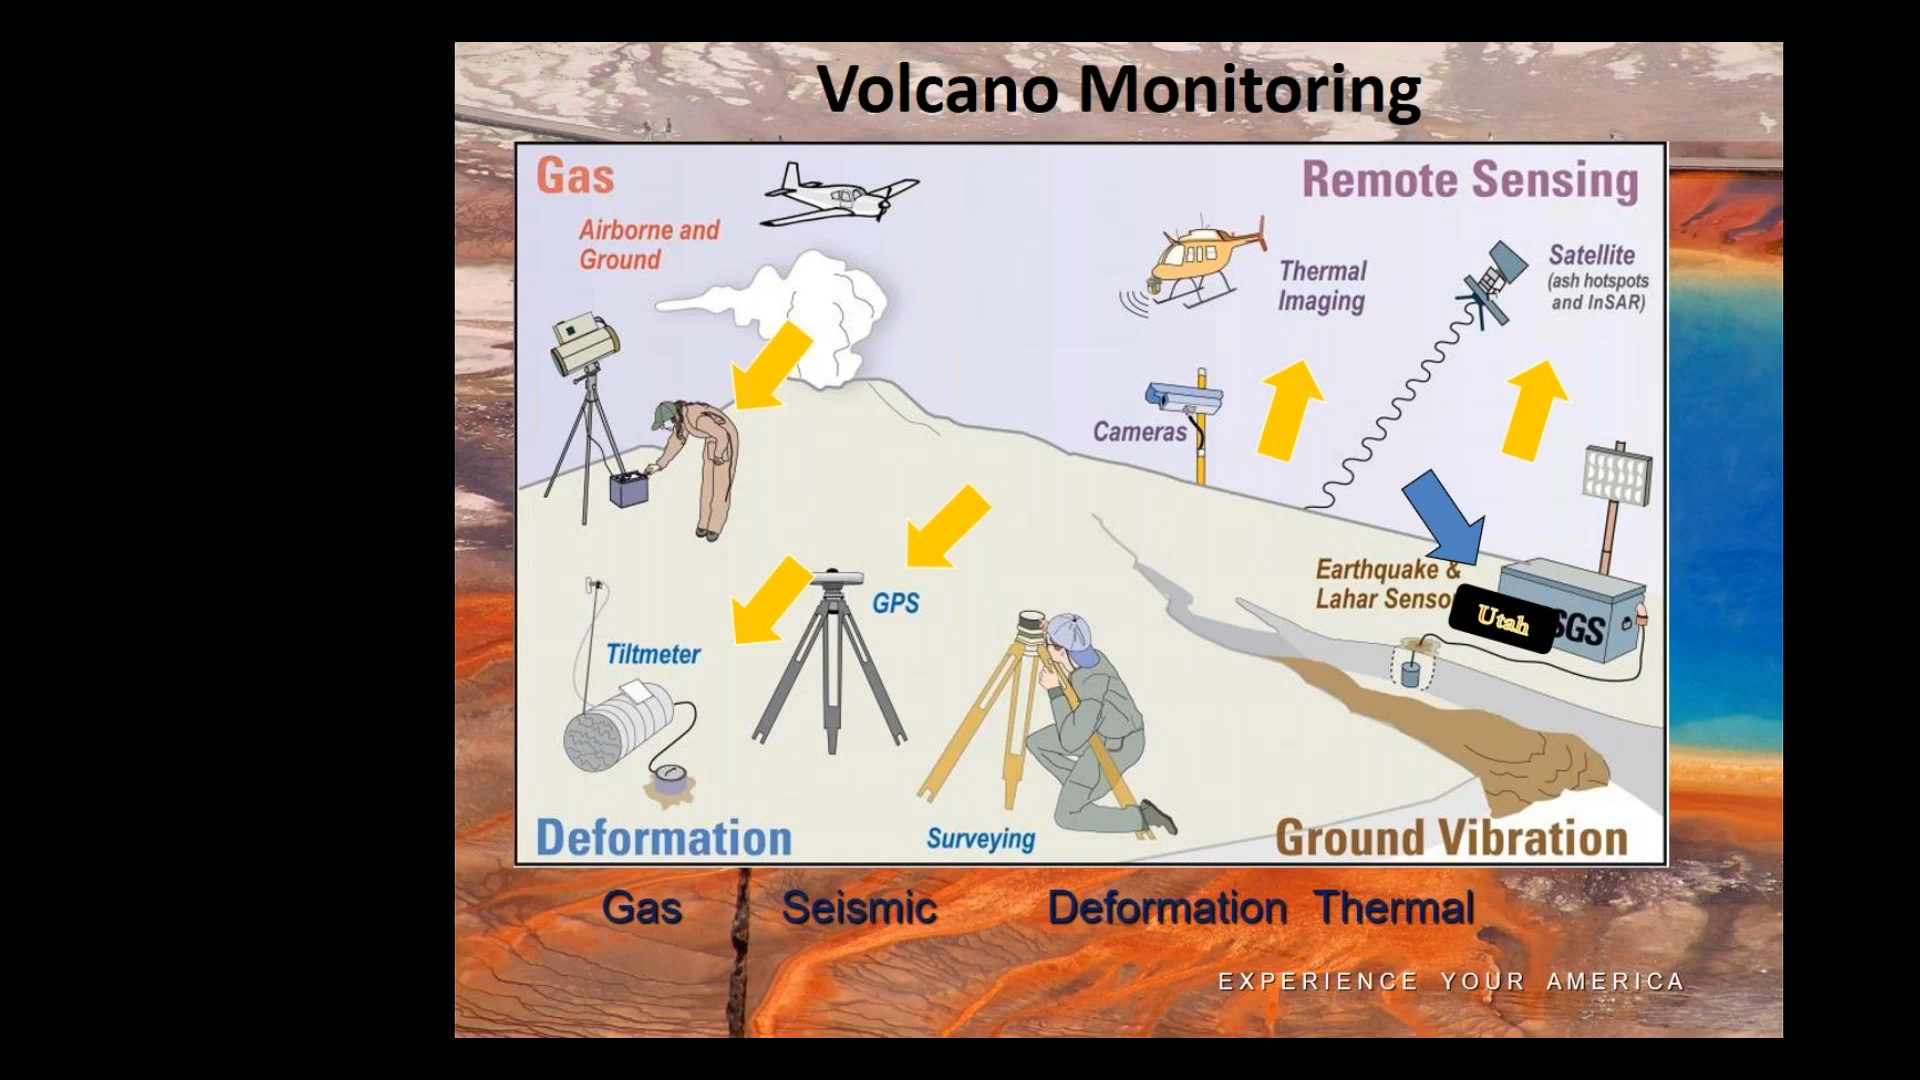 Volcano Monitoring
Gas
Airborne and
Ground
Remote Sensing
Thermal
Imaging
Satellite
(ash hotspots
and InSAR)
Cameras
Earthquake &
Lahar Senso
Utah
SGS
GPS
Tiltmeter
Deformation
Surveying
Ground Vibration
Gas Seismic Deformation Thermal
EXPERIENCE YOUR AMERICA